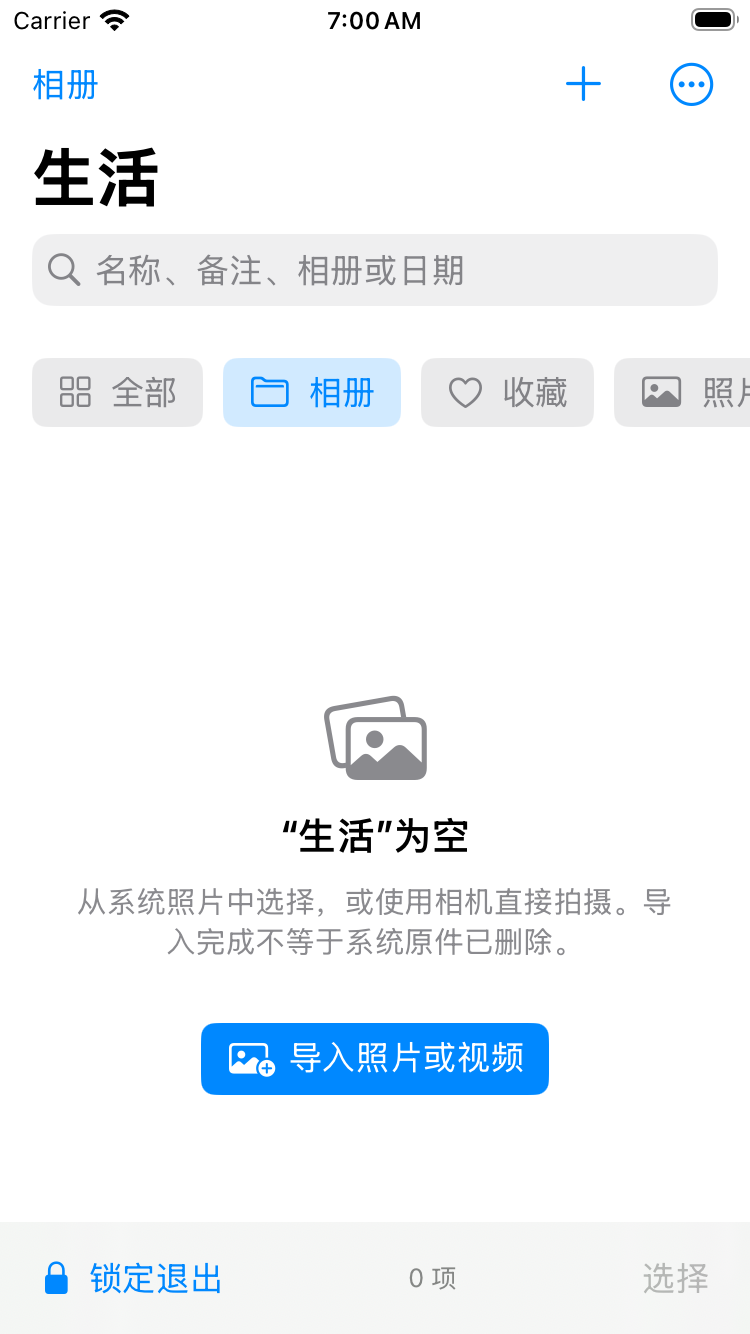 Carrier 7:00 AM
相册
生活
名称、备注、相册或日期
全部 相册 收藏 照片
“生活”为空
从系统照片中选择，或使用相机直接拍摄。导
入完成不等于系统原件已删除。
导入照片或视频
锁定退出 0 项 选择